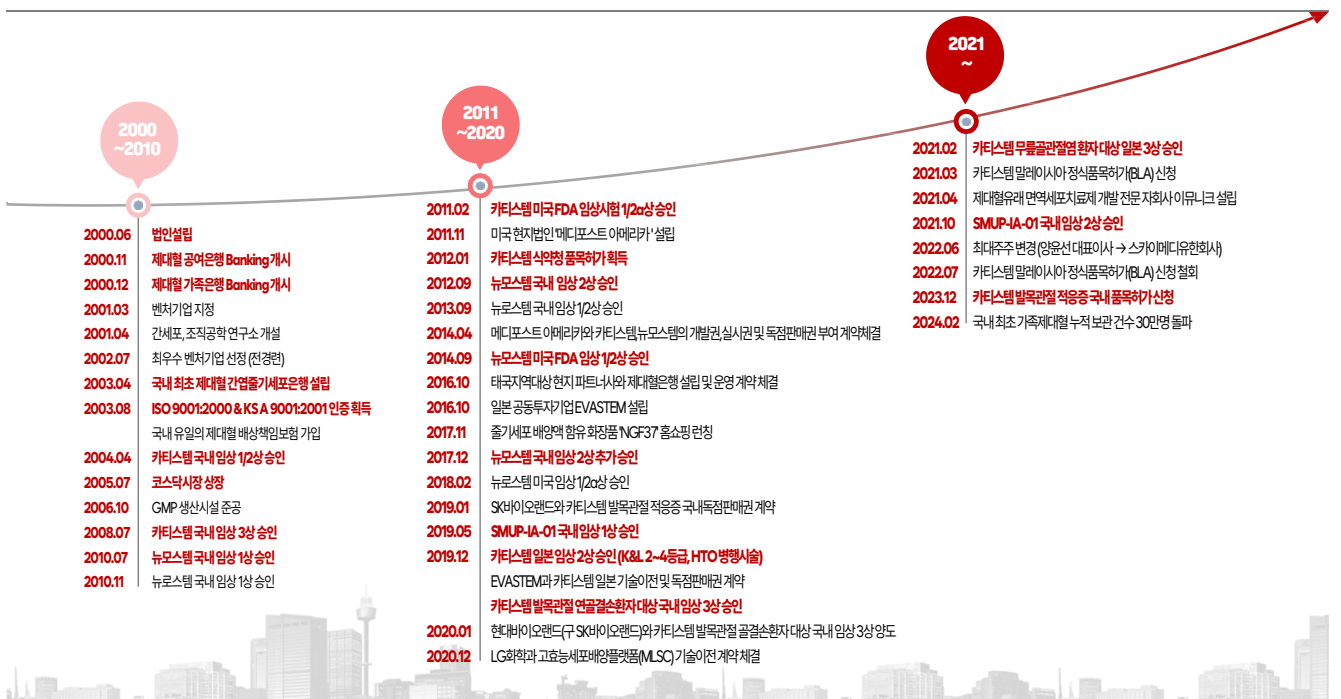 2000
~2010
2000.06 법인설립
2000.11 제대혈 공여은행 Banking 개시
2000.12 제대혈 가족은행 Banking 개시
2001.03 벤처기업 지정
2001.04 간세포, 조직공학 연구소 개설
2002.07 최우수 벤처기업 선정 (전경련)
2003.04 국내 최초 제대혈 간엽줄기세포은행 설립
2003.08 ISO 9001:2000 & KS A 9001:2001 인증 획득
국내 유일의 제대혈 배상책임보험 가입
2004.04 카티스템 국내 임상 1/2상 승인
2005.07 코스닥시장 상장
2006.10 GMP 생산시설 준공
2008.07 카티스템 국내 임상 3상 승인
2010.07 뉴모스템 국내 임상 1상 승인
2010.11 뉴로스템 국내 임상 1상 승인
2011
~2020
2011.02 카티스템 미국 FDA 임상시험 1/2a상 승인
2011.11 미국 현지법인 '메디포스트 아메리카' 설립
2012.01 카티스템 식약청 품목허가 획득
2012.09 뉴모스템 국내 임상 2상 승인
2013.09 뉴로스템 국내 임상 1/2상 승인
2014.04 메디포스트 아메리카와 카티스템,뉴모스템의 개발권,실시권 및 독점판매권 부여 계약체결
2014.09 뉴모스템 미국 FDA 임상 1/2상 승인
2016.10 태국지역대상 현지 파트너사와 제대혈은행 설립 및 운영 계약 체결
2016.10 일본 공동투자기업 EVASTEM 설립
2017.11 줄기세포 배양액 함유 화장품 'NGF37' 홈쇼핑 런칭
2017.12 뉴모스템 국내 임상 2상 추가 승인
2018.02 뉴로스템 미국 임상 1/2a상 승인
2019.01 SK바이오랜드와 카티스템 발목관절 적응증 국내독점판매권 계약
2019.05 SMUP-IA-01 국내 임상 1상 승인
2019.12 카티스템 일본 임상 2상 승인 (K&L 2~4등급, HTO 병행시술)
EVASTEM과 카티스템 일본 기술이전 및 독점판매권 계약
카티스템 발목관절 연골결손환자 대상 국내 임상 3상 승인
2020.01 현대바이오랜드(구 SK바이오랜드)와 카티스템 발목관절 골결손환자 대상 국내 임상 3상 양도
2020.12 LG화학과 고효능세포배양플랫폼(MLSC) 기술이전 계약 체결
2021
~
2021.02 카티스템 무릎골관절염 환자 대상 일본 3상 승인
2021.03 카티스템 말레이시아 정식품목허가(BLA) 신청
2021.04 제대혈유래 면역세포치료제 개발 전문 자회사 이뮤니크 설립
2021.10 SMUP-IA-01 국내 임상 2상 승인
2022.06 최대주주 변경 (양윤선 대표이사 → 스카이메디유한회사)
2022.07 카티스템 말레이시아 정식품목허가(BLA) 신청 철회
2023.12 카티스템 발목관절 적응증 국내 품목허가 신청
2024.02 국내 최초 가족제대혈 누적 보관 건수 30만명 돌파